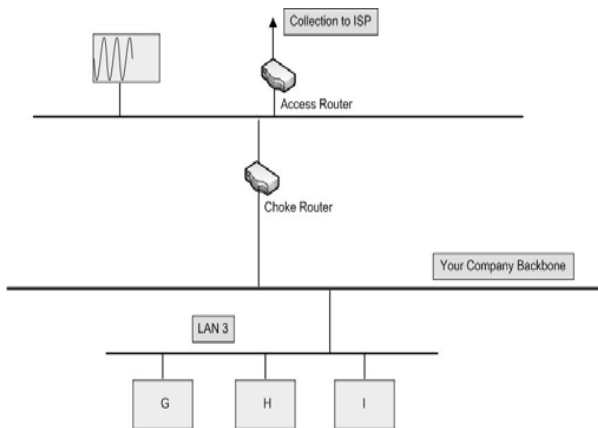 Collection to ISP
Access Router
Choke Router
Your Company Backbone
LAN 3
G
H
I